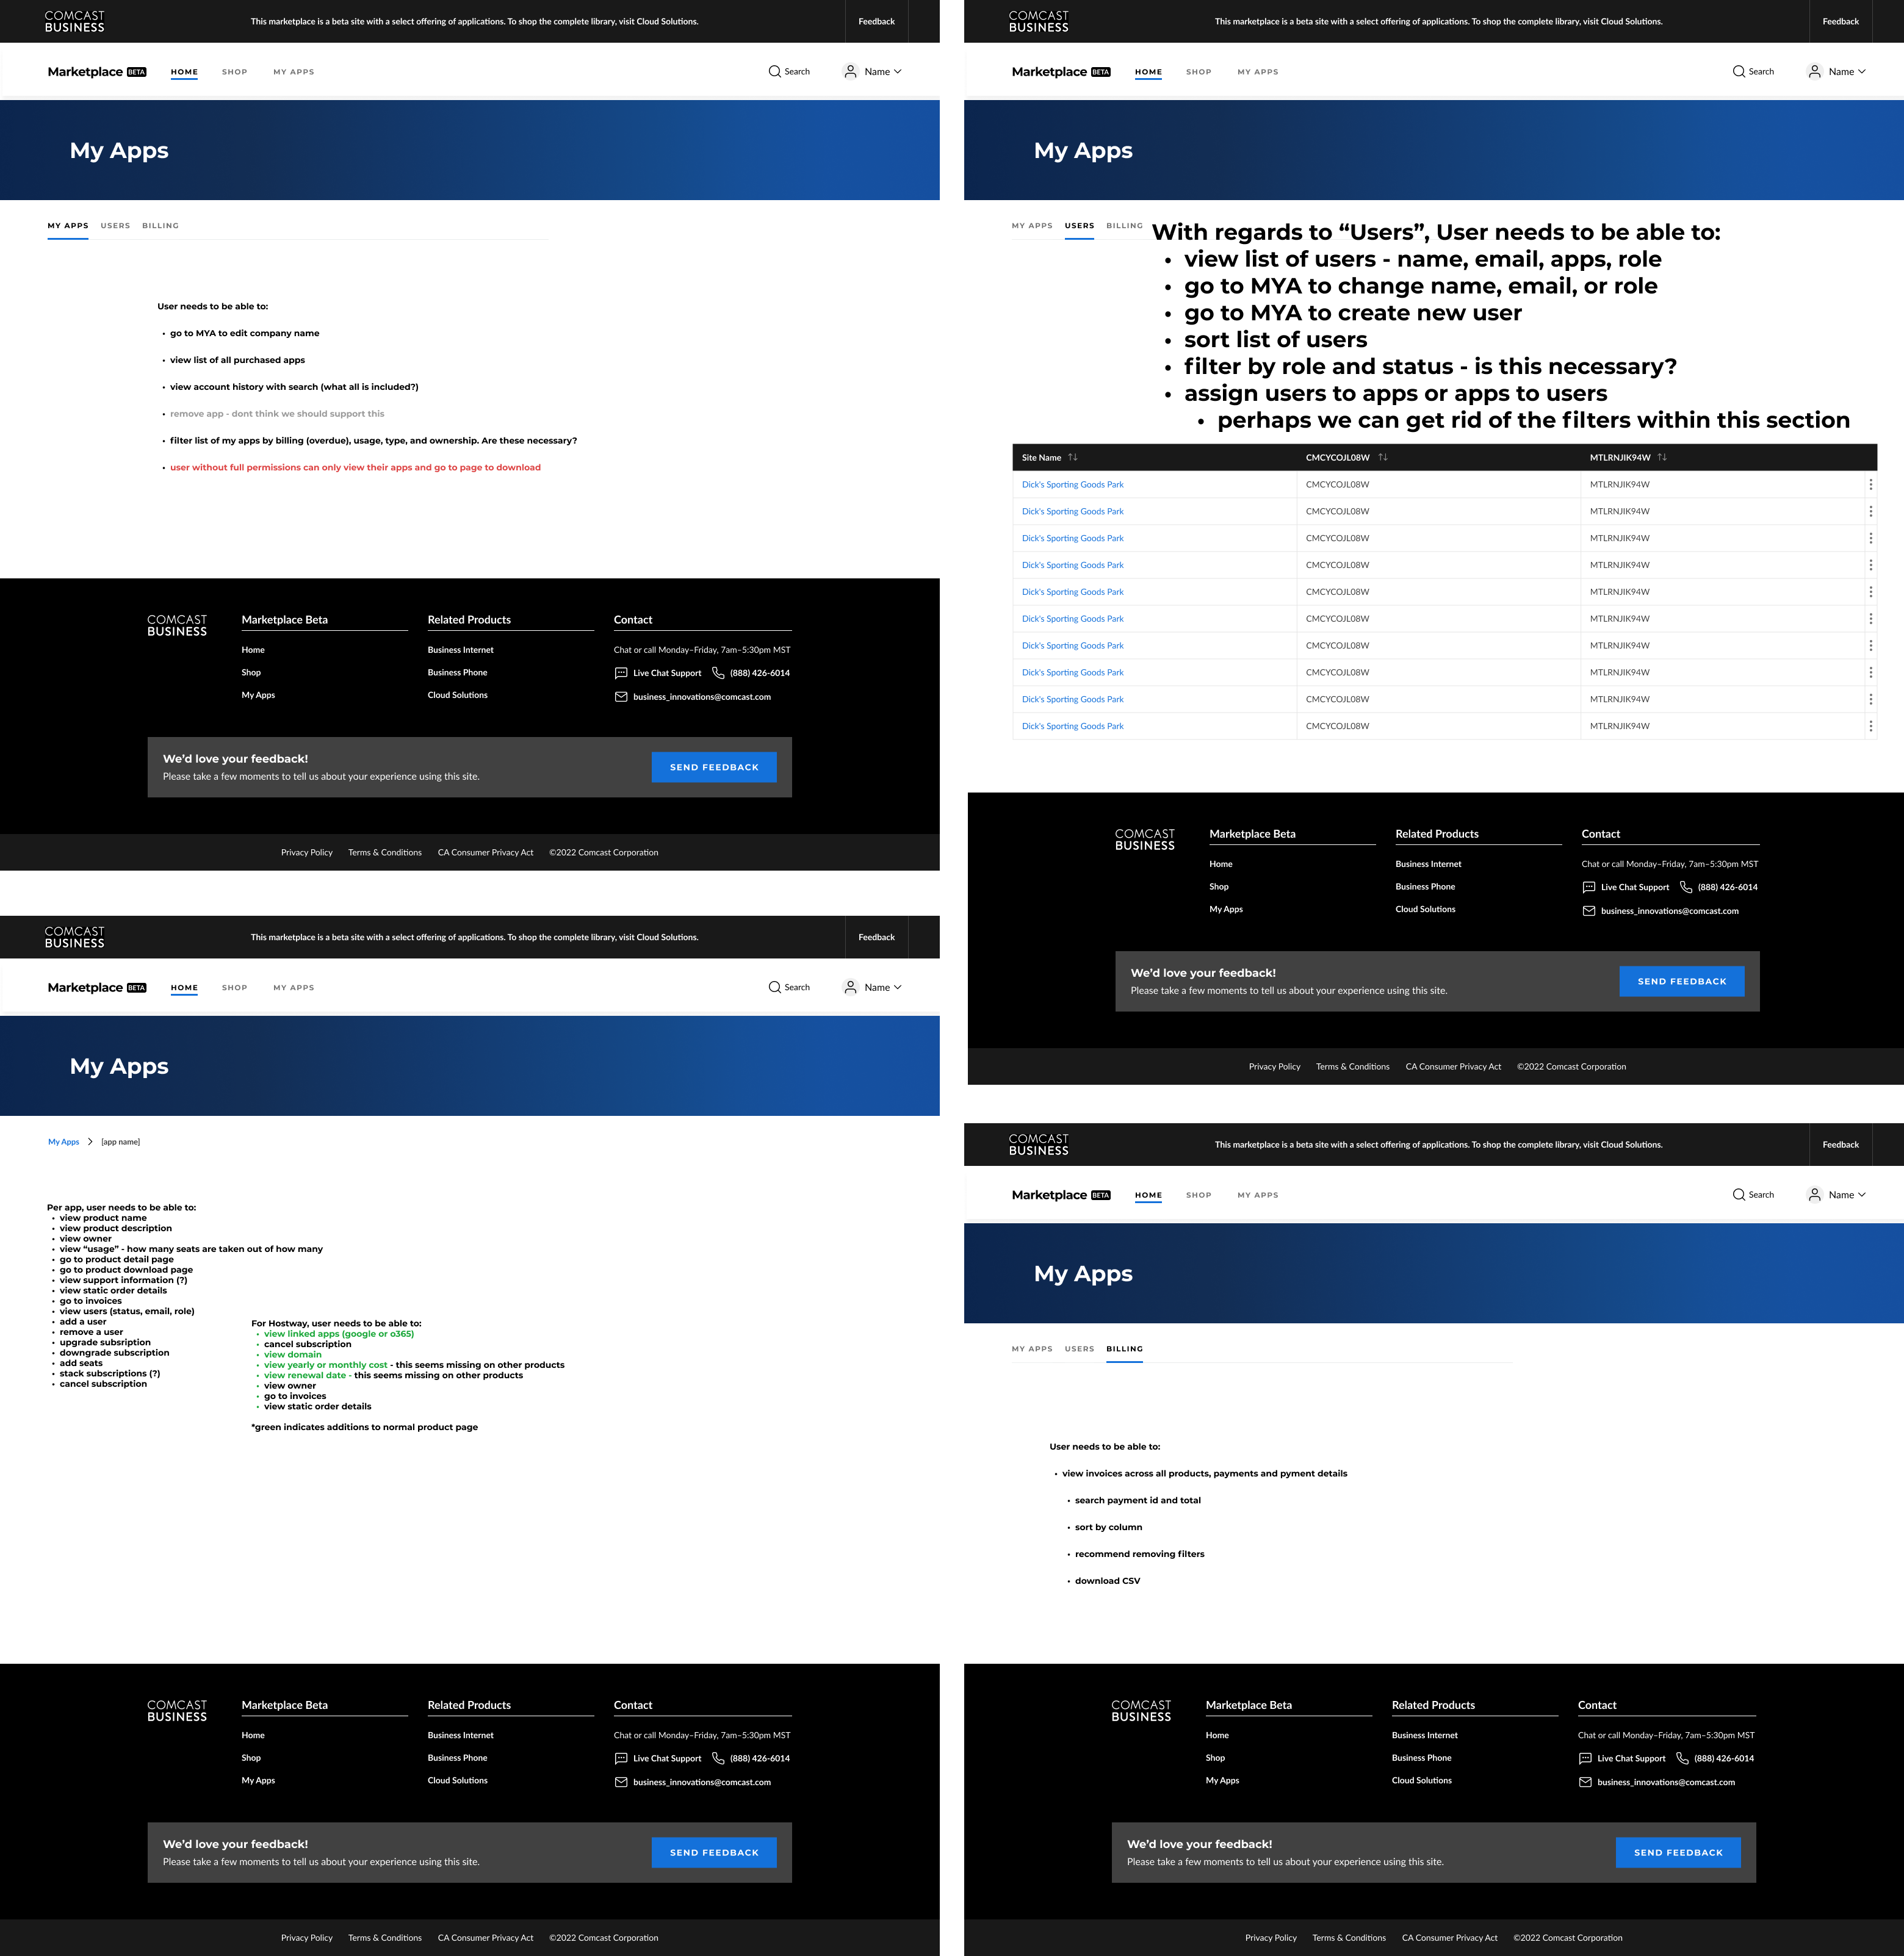 COMCAST
BUSINESS
This marketplace is a beta site with a select offering of applications. To shop the complete library, visit Cloud Solutions.
Feedback
Marketplace BETA
HOME
SHOP
MY APPS
Search
Name
My Apps
MY APPS
USERS
BILLING
User needs to be able to:
• go to MYA to edit company name
• view list of all purchased apps
• view account history with search (what all is included?)
• remove app - dont think we should support this
• filter list of my apps by billing (overdue), usage, type, and ownership. Are these necessary?
• user without full permissions can only view their apps and go to page to download
COMCAST
BUSINESS
Marketplace Beta
Home
Shop
My Apps
Related Products
Business Internet
Business Phone
Cloud Solutions
Contact
Chat or call Monday–Friday, 7am–5:30pm MST
Live Chat Support
(888) 426-6014
business_innovations@comcast.com
We'd love your feedback!
Please take a few moments to tell us about your experience using this site.
SEND FEEDBACK
Privacy Policy
Terms & Conditions
CA Consumer Privacy Act
©2022 Comcast Corporation
COMCAST
BUSINESS
This marketplace is a beta site with a select offering of applications. To shop the complete library, visit Cloud Solutions.
Feedback
Marketplace BETA
HOME
SHOP
MY APPS
Search
Name
My Apps
MY APPS
USERS
BILLING
With regards to “Users”, User needs to be able to:
• view list of users - name, email, apps, role
• go to MYA to change name, email, or role
• go to MYA to create new user
• sort list of users
• filter by role and status - is this necessary?
• assign users to apps or apps to users
• perhaps we can get rid of the filters within this section
Site Name CMCYCOJL08W MTLRNJIK94W
Dick's Sporting Goods Park CMCYCOJL08W MTLRNJIK94W
Dick's Sporting Goods Park CMCYCOJL08W MTLRNJIK94W
Dick's Sporting Goods Park CMCYCOJL08W MTLRNJIK94W
Dick's Sporting Goods Park CMCYCOJL08W MTLRNJIK94W
Dick's Sporting Goods Park CMCYCOJL08W MTLRNJIK94W
Dick's Sporting Goods Park CMCYCOJL08W MTLRNJIK94W
Dick's Sporting Goods Park CMCYCOJL08W MTLRNJIK94W
Dick's Sporting Goods Park CMCYCOJL08W MTLRNJIK94W
Dick's Sporting Goods Park CMCYCOJL08W MTLRNJIK94W
Dick's Sporting Goods Park CMCYCOJL08W MTLRNJIK94W
COMCAST
BUSINESS
Marketplace Beta
Home
Shop
My Apps
Related Products
Business Internet
Business Phone
Cloud Solutions
Contact
Chat or call Monday–Friday, 7am–5:30pm MST
Live Chat Support
(888) 426-6014
business_innovations@comcast.com
We'd love your feedback!
Please take a few moments to tell us about your experience using this site.
SEND FEEDBACK
Privacy Policy
Terms & Conditions
CA Consumer Privacy Act
©2022 Comcast Corporation
COMCAST
BUSINESS
This marketplace is a beta site with a select offering of applications. To shop the complete library, visit Cloud Solutions.
Feedback
Marketplace BETA
HOME
SHOP
MY APPS
Search
Name
My Apps
My Apps
[app name]
Per app, user needs to be able to:
• view product name
• view product description
• view owner
• view “usage” - how many seats are taken out of how many
• go to product detail page
• go to product download page
• view support information (?)
• view static order details
• go to invoices
• view users (status, email, role)
• add a user
• remove a user
• upgrade subsription
• downgrade subscription
• add seats
• stack subscriptions (?)
• cancel subscription
For Hostway, user needs to be able to:
• view linked apps (google or o365)
• cancel subscription
• view domain
• view yearly or monthly cost - this seems missing on other products
• view renewal date - this seems missing on other products
• view owner
• go to invoices
• view static order details
*green indicates additions to normal product page
COMCAST
BUSINESS
Marketplace Beta
Home
Shop
My Apps
Related Products
Business Internet
Business Phone
Cloud Solutions
Contact
Chat or call Monday–Friday, 7am–5:30pm MST
Live Chat Support
(888) 426-6014
business_innovations@comcast.com
We'd love your feedback!
Please take a few moments to tell us about your experience using this site.
SEND FEEDBACK
Privacy Policy
Terms & Conditions
CA Consumer Privacy Act
©2022 Comcast Corporation
COMCAST
BUSINESS
This marketplace is a beta site with a select offering of applications. To shop the complete library, visit Cloud Solutions.
Feedback
Marketplace BETA
HOME
SHOP
MY APPS
Search
Name
My Apps
MY APPS
USERS
BILLING
User needs to be able to:
• view invoices across all products, payments and pyment details
• search payment id and total
• sort by column
• recommend removing filters
• download CSV
COMCAST
BUSINESS
Marketplace Beta
Home
Shop
My Apps
Related Products
Business Internet
Business Phone
Cloud Solutions
Contact
Chat or call Monday–Friday, 7am–5:30pm MST
Live Chat Support
(888) 426-6014
business_innovations@comcast.com
We'd love your feedback!
Please take a few moments to tell us about your experience using this site.
SEND FEEDBACK
Privacy Policy
Terms & Conditions
CA Consumer Privacy Act
©2022 Comcast Corporation